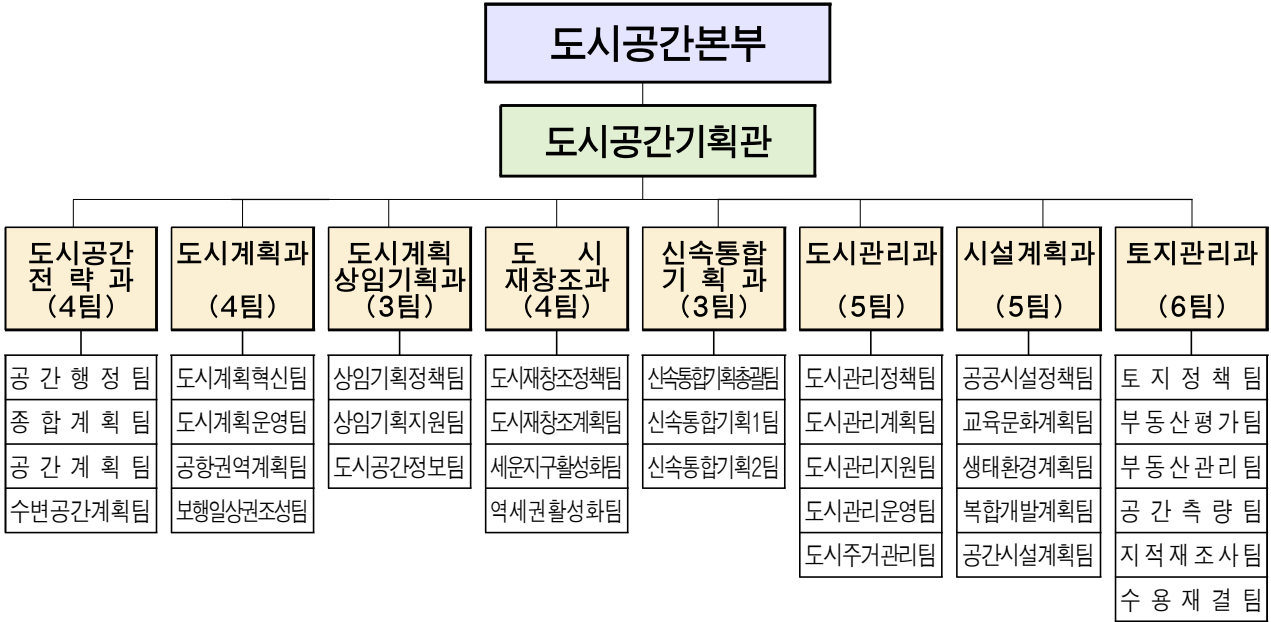 도시공간본부
도시공간기획관
도시공간
전 략 과
(4팀)
공 간 행 정 팀
종 합 계 획 팀
공 간 계 획 팀
수변공간계획팀
도시계획과
(4팀)
도시계획혁신팀
도시계획운영팀
공항권역계획팀
보행일상권조성팀
도시계획
상임기획과
(3팀)
상임기획정책팀
상임기획지원팀
도시공간정보팀
도 시
재창조과
(4팀)
도시재창조정책팀
도시재창조계획팀
세운지구활성화팀
역세권활성화팀
신속통합
기 획 과
(3팀)
신속통합기획총괄팀
신속통합기획1팀
신속통합기획2팀
도시관리과
(5팀)
도시관리정책팀
도시관리계획팀
도시관리지원팀
도시관리운영팀
도시주거관리팀
시설계획과
(5팀)
공공시설정책팀
교육문화계획팀
생태환경계획팀
복합개발계획팀
공간시설계획팀
토지관리과
(6팀)
토 지 정 책 팀
부동산평가팀
부동산관리팀
공 간 측 량 팀
지적재조사팀
수 용 재 결 팀